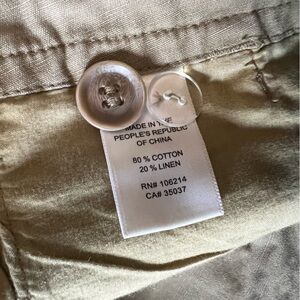 MADE IN THE
PEOPLE'S REPUBLIC
OF CHINA
80 % COTTON
20 % LINEN
RN# 106214
CA# 35037